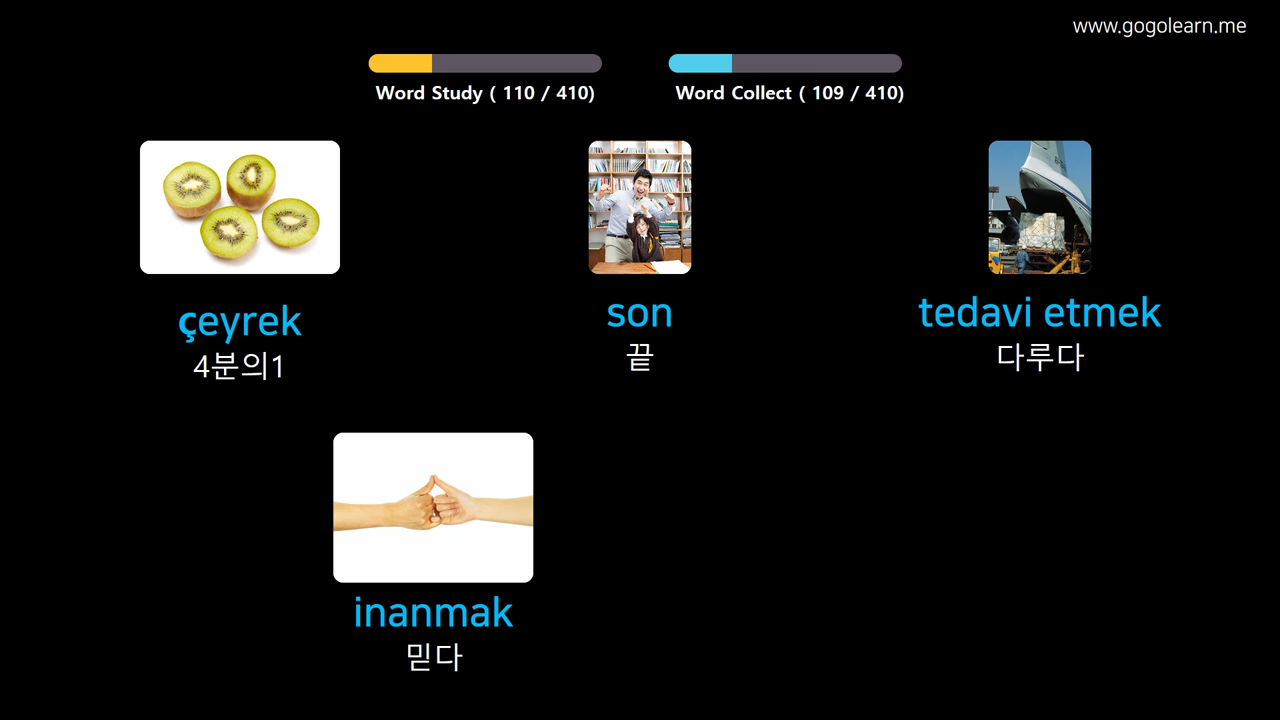 www.gogolearn.me
Word Study ( 110 / 410)
Word Collect ( 109 / 410)
çeyrek
4분의1
son
끝
tedavi etmek
다루다
inanmak
믿다